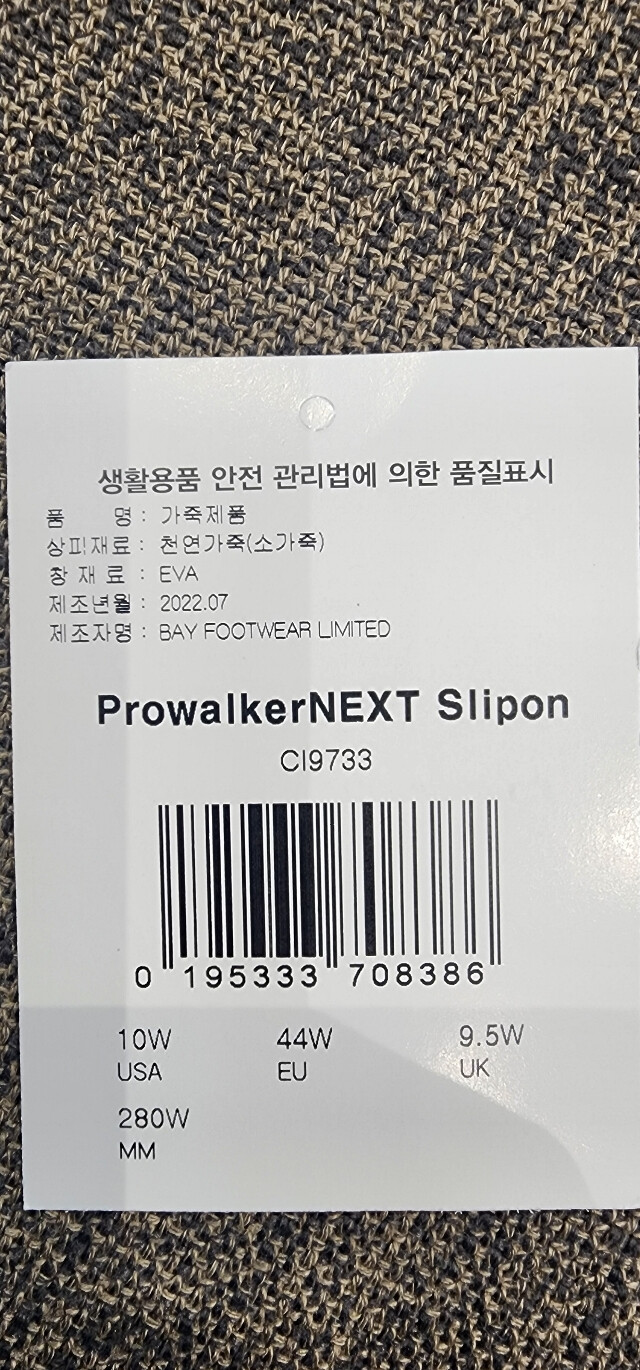 생활용품 안전 관리법에 의한 품질표시
품 명 : 가죽제품
상피재료 : 천연가죽(소가죽)
창 재 료 : EVA
제조년월 : 2022.07
제조자명 : BAY FOOTWEAR LIMITED
ProwalkerNEXT Slipon
CI9733
0 195333 708386
10W 44W 9.5W
USA EU UK
280W
MM